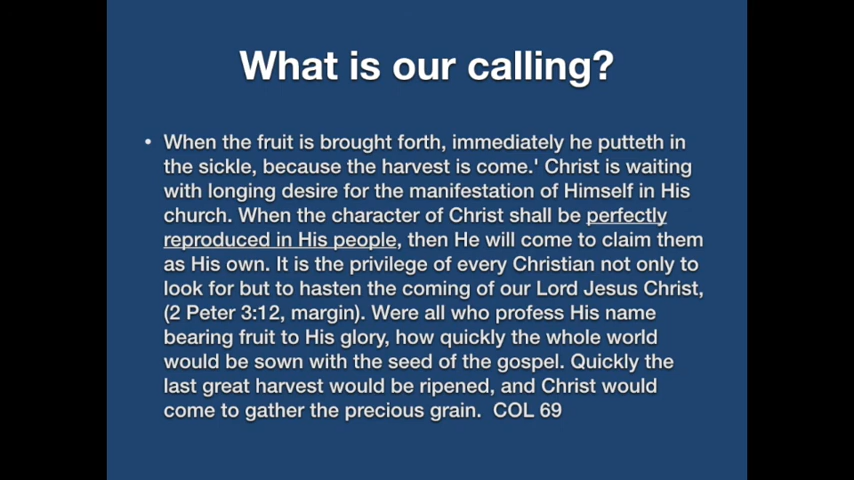 What is our calling?
• When the fruit is brought forth, immediately he putteth in
the sickle, because the harvest is come.' Christ is waiting
with longing desire for the manifestation of Himself in His
church. When the character of Christ shall be perfectly
reproduced in His people, then He will come to claim them
as His own. It is the privilege of every Christian not only to
look for but to hasten the coming of our Lord Jesus Christ,
(2 Peter 3:12, margin). Were all who profess His name
bearing fruit to His glory, how quickly the whole world
would be sown with the seed of the gospel. Quickly the
last great harvest would be ripened, and Christ would
come to gather the precious grain.  COL 69